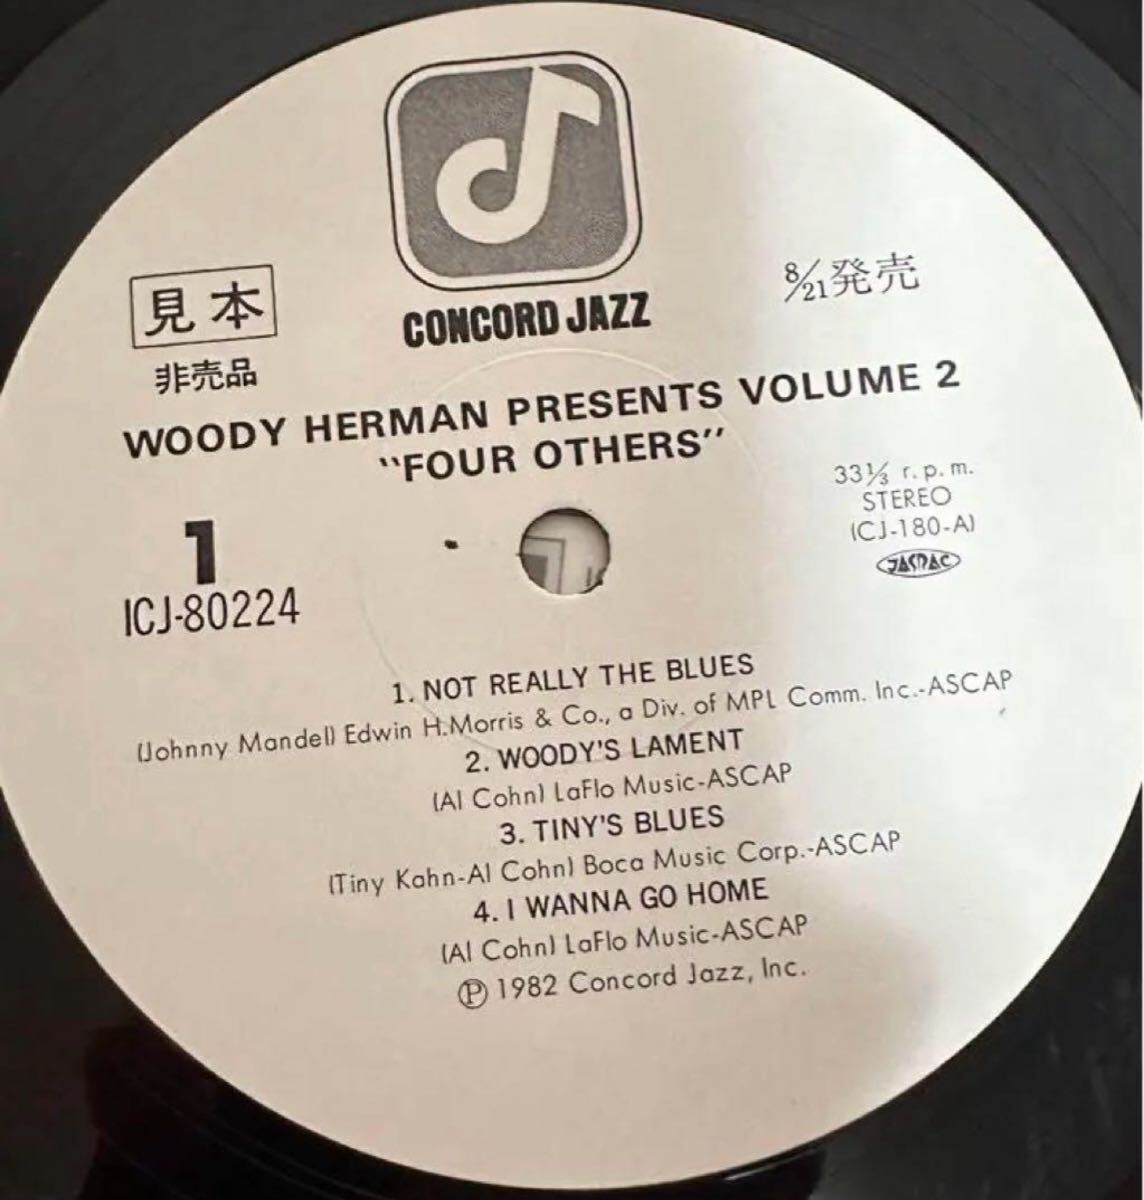 CONCORD JAZZ
見本
非売品
8/21発売
WOODY HERMAN PRESENTS VOLUME 2
"FOUR OTHERS"
33⅓ r.p.m.
STEREO
(CJ-180-A)
JASRAC
1
ICJ-80224
1. NOT REALLY THE BLUES
(Johnny Mandel) Edwin H.Morris & Co., a Div. of MPL Comm. Inc.-ASCAP
2. WOODY'S LAMENT
(Al Cohn) LaFlo Music-ASCAP
3. TINY'S BLUES
(Tiny Kahn-Al Cohn) Boca Music Corp.-ASCAP
4. I WANNA GO HOME
(Al Cohn) LaFlo Music-ASCAP
℗ 1982 Concord Jazz, Inc.